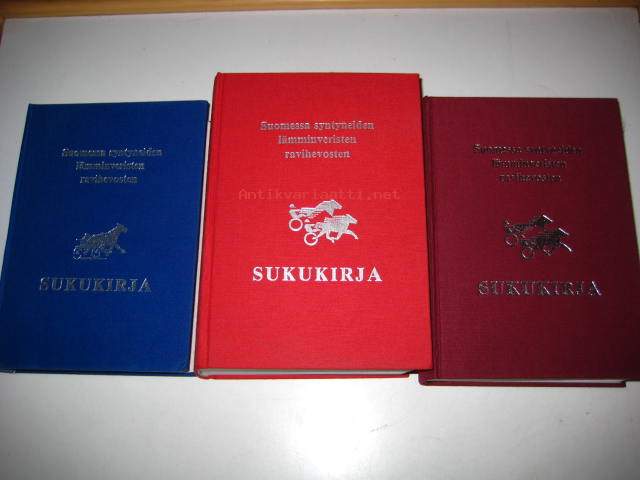 Suomessa syntyneiden
lämminveristen
ravihevosten
SUKUKIRJA
Suomessa syntyneiden
lämminveristen
ravihevosten
SUKUKIRJA
Antikvariaatti.net
Suomessa syntyneiden
lämminveristen
ravihevosten
SUKUKIRJA